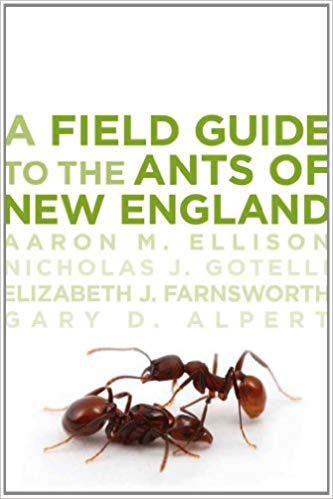 A FIELD GUIDE
TO THE ANTS OF
NEW ENGLAND
AARON M. ELLISON
NICHOLAS J. GOTELLI
ELIZABETH J. FARNSWORTH
GARY D. ALPERT